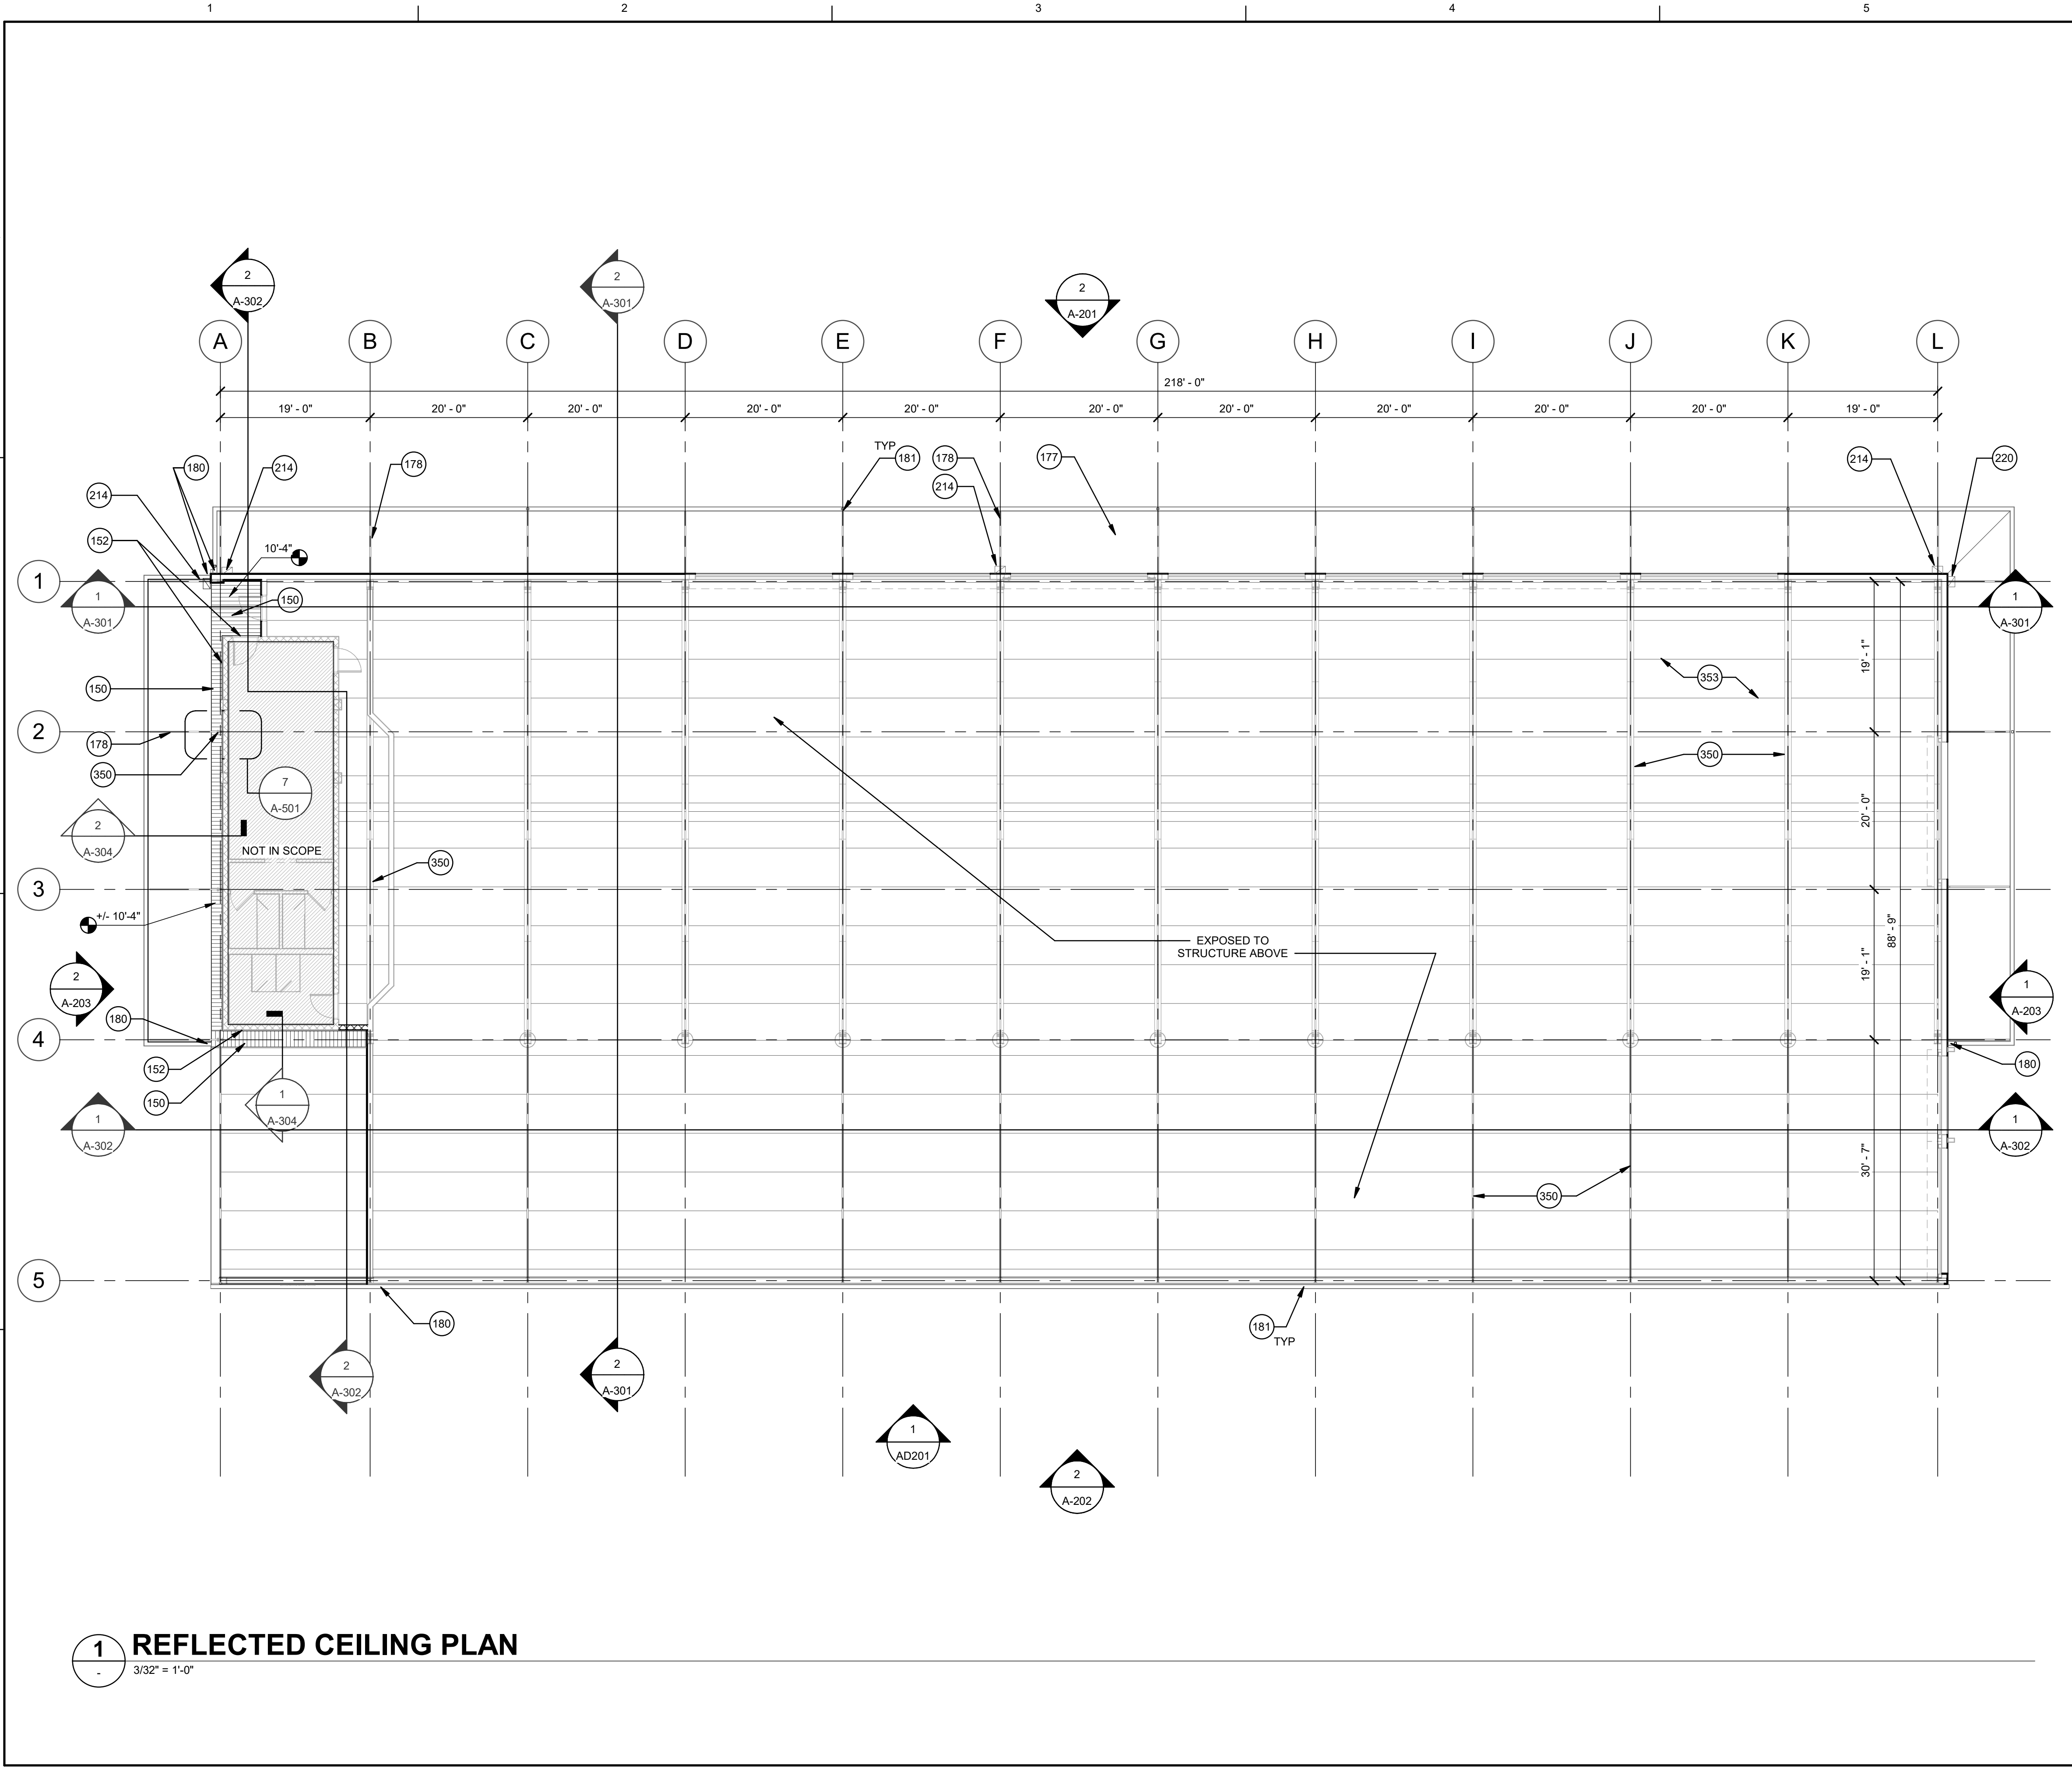 1 2 3 4 5
2
A-302
2
A-301
2
A-201
A B C D E F G H I J K L
218' - 0"
19' - 0" 20' - 0" 20' - 0" 20' - 0" 20' - 0" 20' - 0" 20' - 0" 20' - 0" 20' - 0" 20' - 0" 19' - 0"
TYP
180 214 178 181 178 177 214 220
214
214
152
10'-4"
1
1
A-301
150
1
A-301
19' - 1"
353
150
2
178
350
350
7
A-501
20' - 0"
2
A-304
NOT IN SCOPE
350
3
+/- 10'-4"
88' - 9"
EXPOSED TO
STRUCTURE ABOVE
19' - 1"
2
A-203
1
A-203
180
4
152
180
150
1
A-304
1
A-302
1
A-302
30' - 7"
350
5
180
181
TYP
2
A-302
2
A-301
1
AD201
2
A-202
1
-
REFLECTED CEILING PLAN
3/32" = 1'-0"